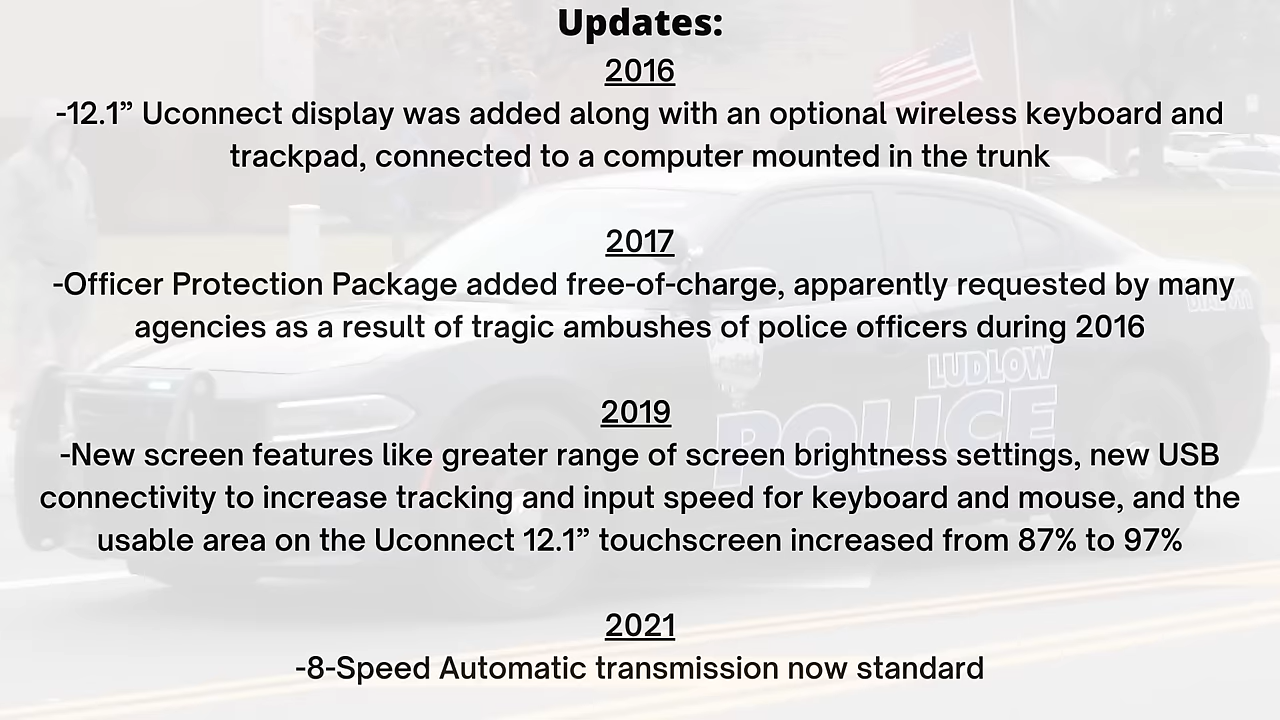 Updates:
2016
-12.1” Uconnect display was added along with an optional wireless keyboard and
trackpad, connected to a computer mounted in the trunk
2017
-Officer Protection Package added free-of-charge, apparently requested by many
agencies as a result of tragic ambushes of police officers during 2016
2019
-New screen features like greater range of screen brightness settings, new USB
connectivity to increase tracking and input speed for keyboard and mouse, and the
usable area on the Uconnect 12.1” touchscreen increased from 87% to 97%
2021
-8-Speed Automatic transmission now standard
LUDLOW
POLICE